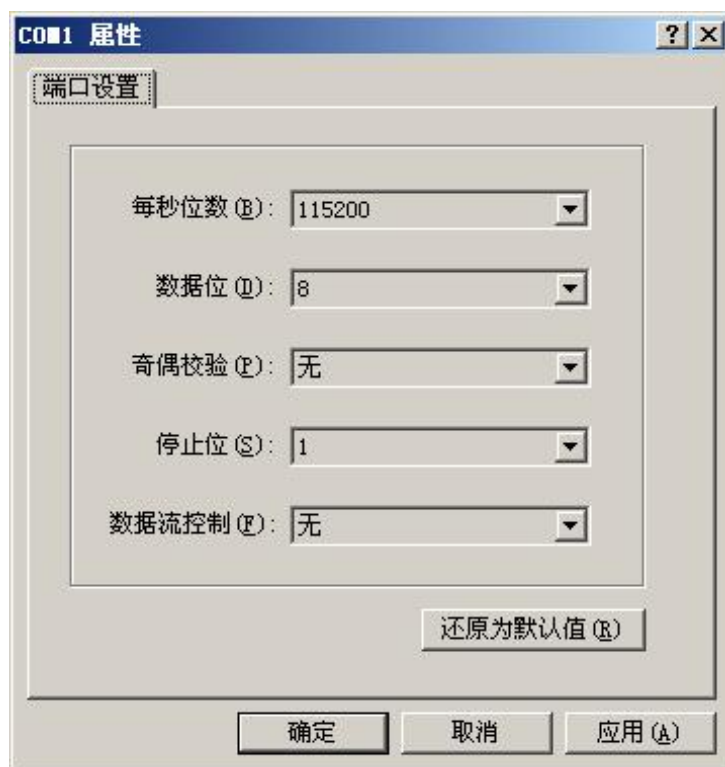 COM1 属性
端口设置
每秒位数(B): 115200
数据位(D): 8
奇偶校验(P): 无
停止位(S): 1
数据流控制(F): 无
还原为默认值(R)
确定 取消 应用(A)